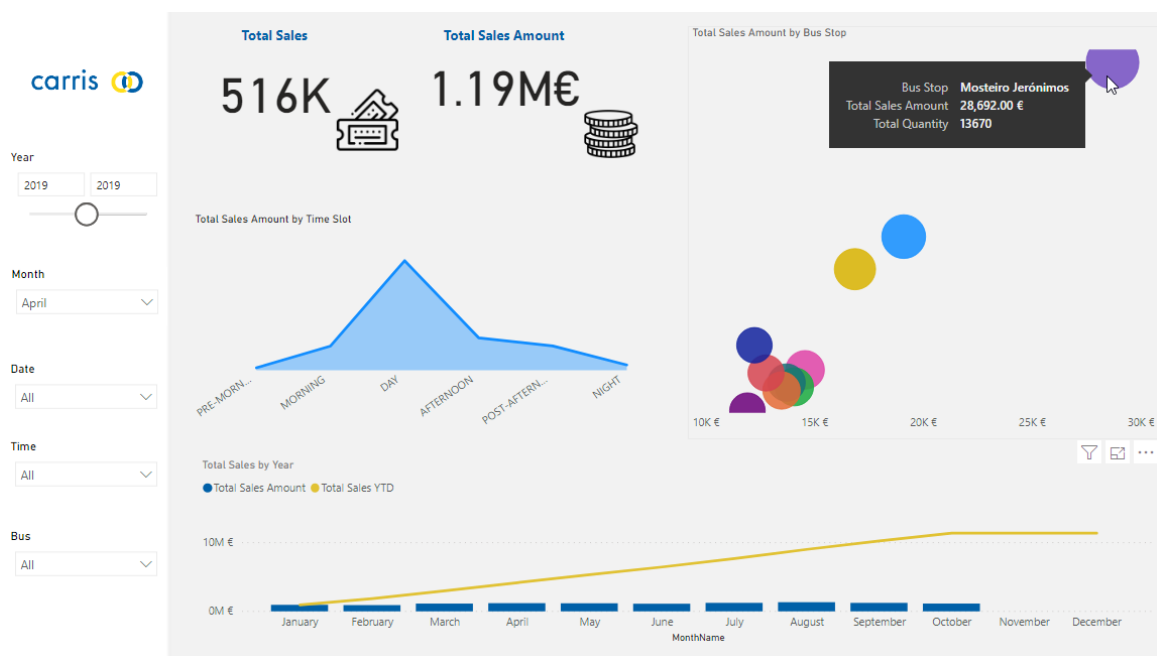 carris
Year
2019 2019
Month
April
Date
All
Time
All
Bus
All
Total Sales
516K
Total Sales Amount
1.19M€
Total Sales Amount by Time Slot
PRE-MORN...
MORNING
DAY
AFTERNOON
POST-AFTERN...
NIGHT
Total Sales Amount by Bus Stop
Bus Stop Mosteiro Jerónimos
Total Sales Amount 28,692.00 €
Total Quantity 13670
10K € 15K € 20K € 25K € 30K €
Total Sales by Year
Total Sales Amount Total Sales YTD
10M €
0M €
January February March April May June July August September October November December
MonthName